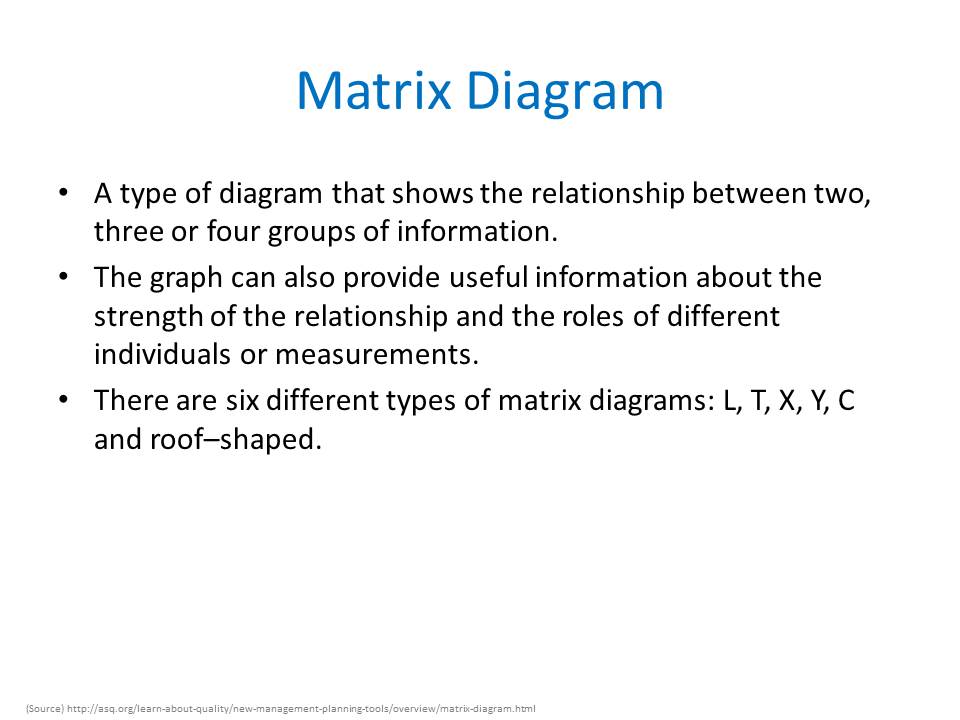 Matrix Diagram
• A type of diagram that shows the relationship between two,
three or four groups of information.
• The graph can also provide useful information about the
strength of the relationship and the roles of different
individuals or measurements.
• There are six different types of matrix diagrams: L, T, X, Y, C
and roof–shaped.
(Source) http://asq.org/learn-about-quality/new-management-planning-tools/overview/matrix-diagram.html